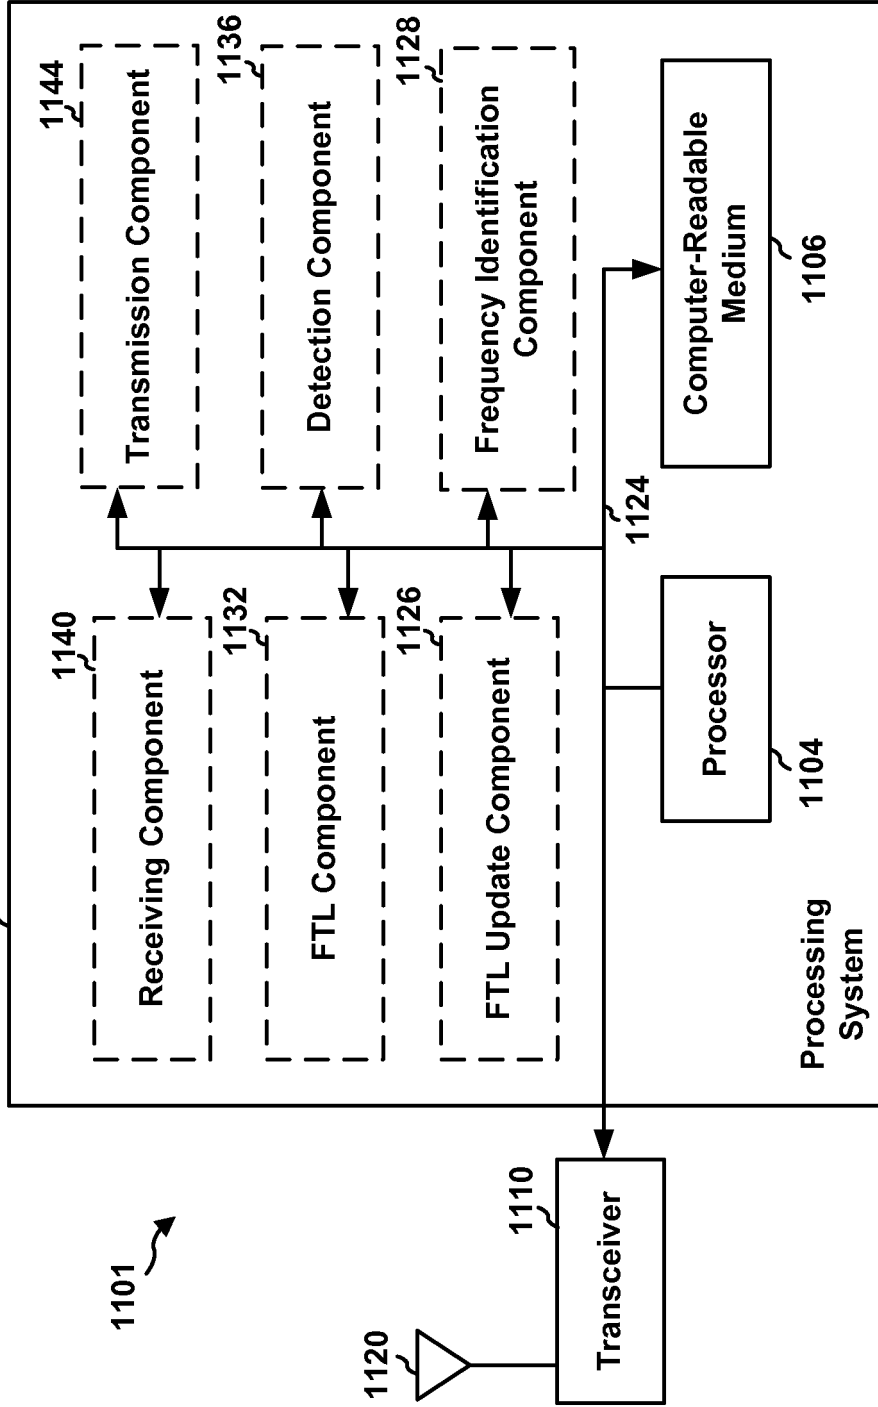 1101
1120
1110
Transceiver
1140
Receiving Component
1144
Transmission Component
1132
FTL Component
1136
Detection Component
1126
FTL Update Component
1128
Frequency Identification
Component
1124
Processor
1104
Computer-Readable
Medium
1106
Processing
System